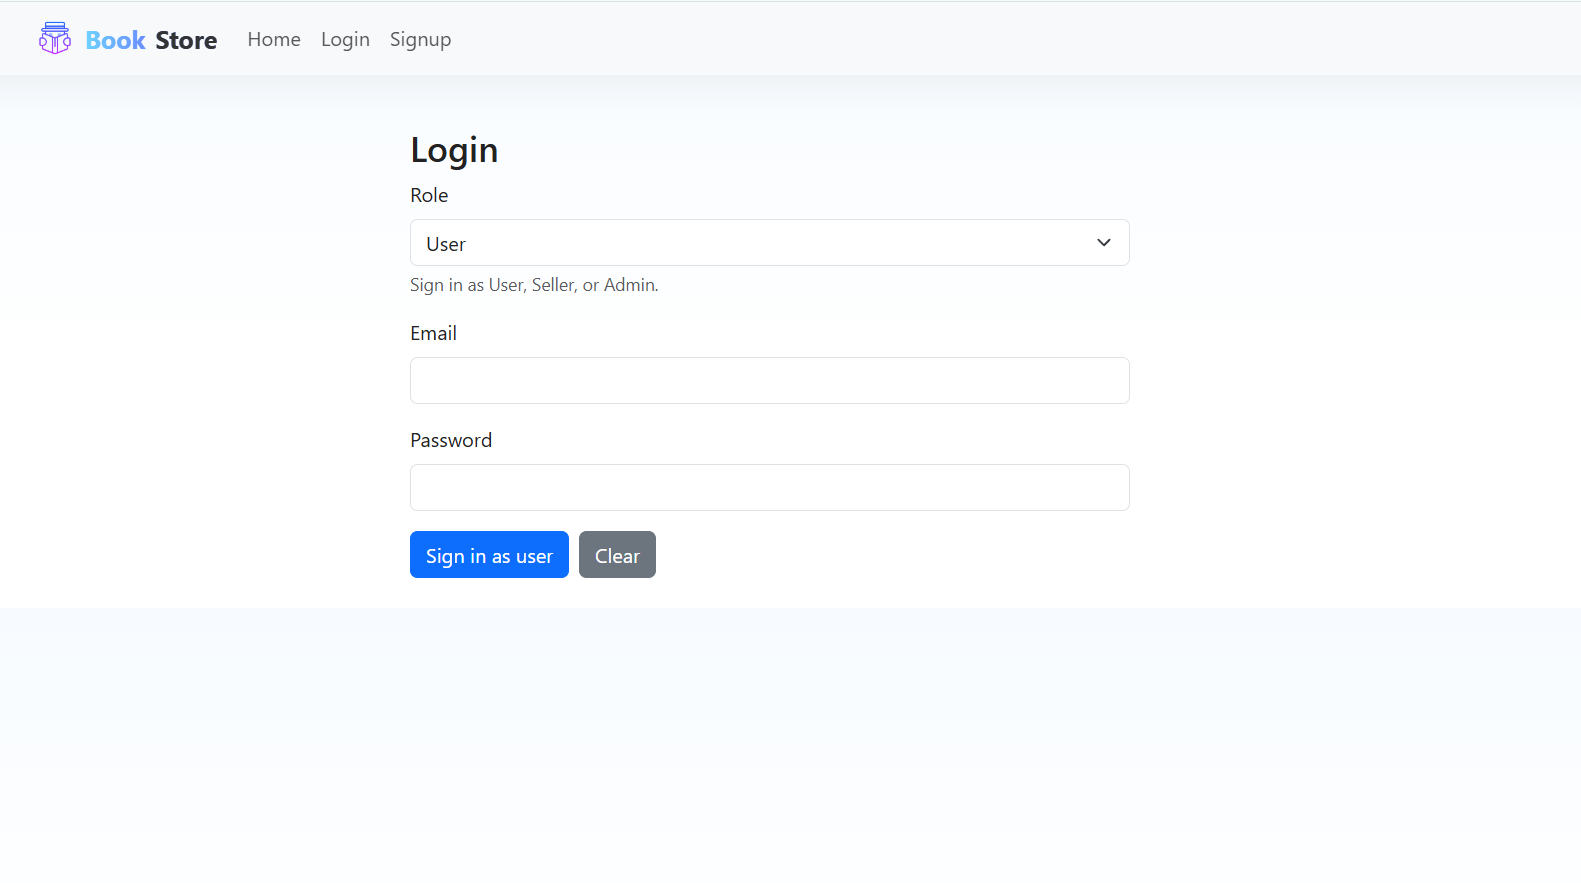 Book Store Home Login Signup
Login
Role
User
Sign in as User, Seller, or Admin.
Email
Password
Sign in as user Clear